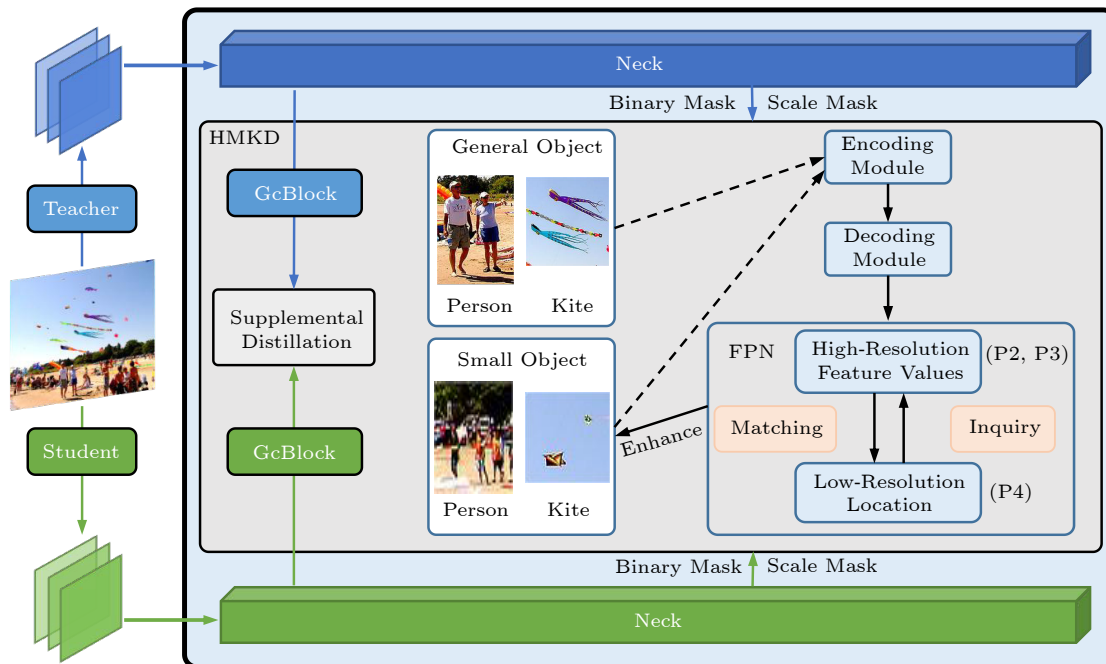 Neck
Binary Mask
Scale Mask
HMKD
Teacher
GcBlock
Supplemental
Distillation
Student
GcBlock
General Object
Person
Kite
Small Object
Person
Kite
Encoding
Module
Decoding
Module
FPN
High-Resolution
Feature Values
(P2, P3)
Enhance
Matching
Inquiry
Low-Resolution
Location
(P4)
Binary Mask
Scale Mask
Neck